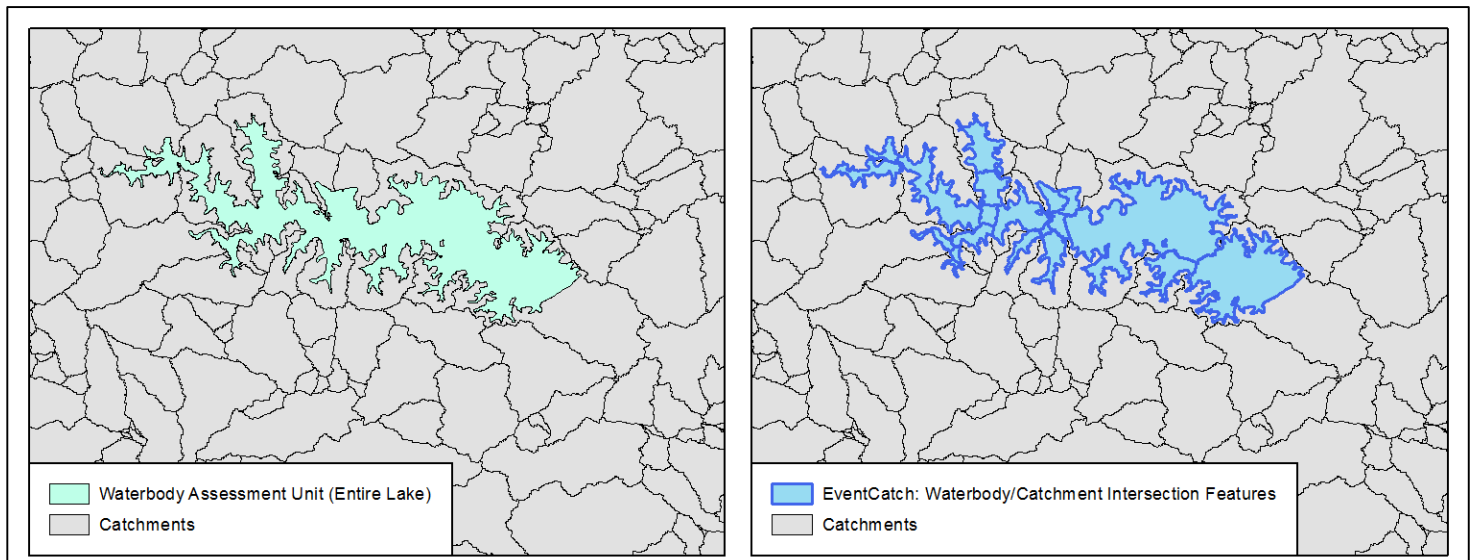 Waterbody Assessment Unit (Entire Lake)
Catchments
EventCatch: Waterbody/Catchment Intersection Features
Catchments